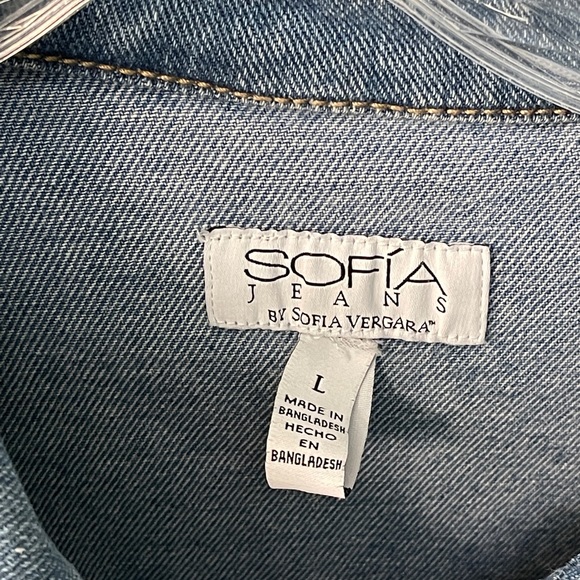 SOFÍA
JEANS
BY SOFIA VERGARA™
L
MADE IN
BANGLADESH
HECHO
EN
BANGLADESH